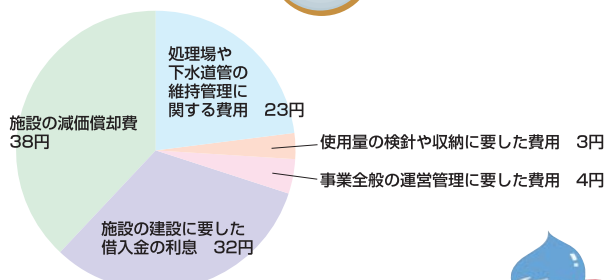 処理場や
下水道管の
維持管理に
関する費用　23円
使用量の検針や収納に要した費用　3円
事業全般の運営管理に要した費用　4円
施設の建設に要した
借入金の利息　32円
施設の減価償却費
38円